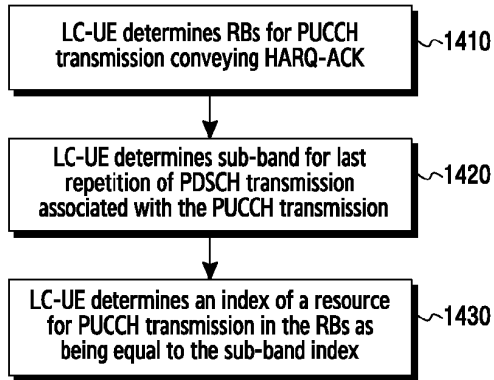 LC-UE determines RBs for PUCCH
transmission conveying HARQ-ACK
1410
LC-UE determines sub-band for last
repetition of PDSCH transmission
associated with the PUCCH transmission
1420
LC-UE determines an index of a resource
for PUCCH transmission in the RBs as
being equal to the sub-band index
1430